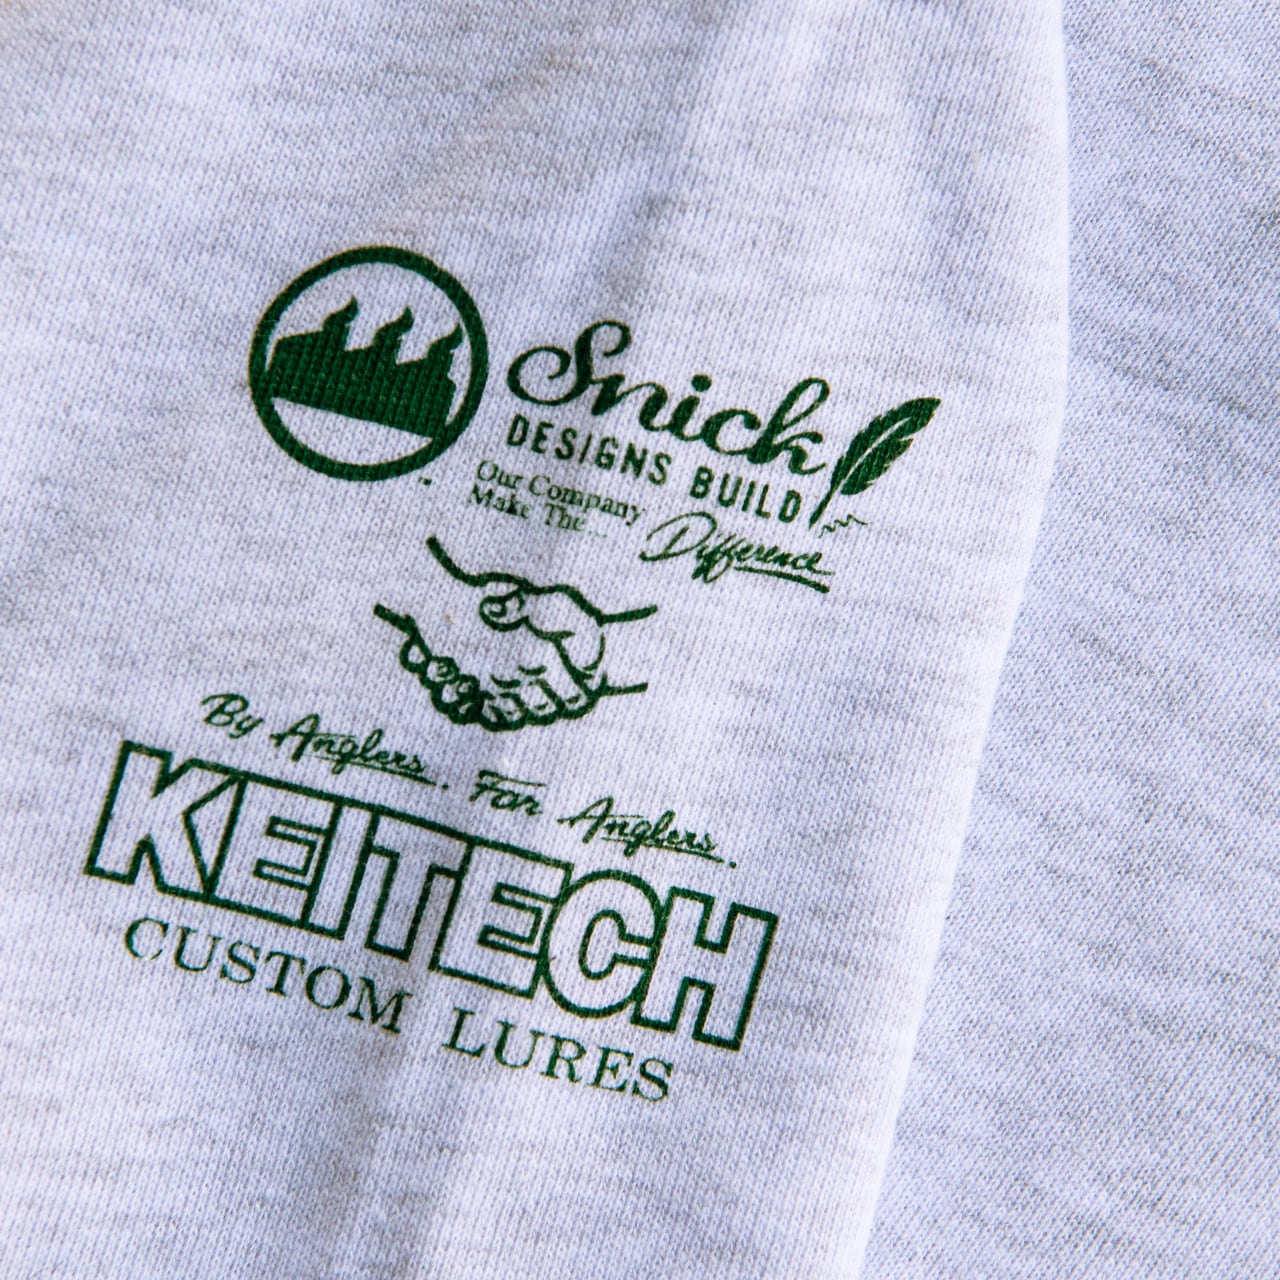 Snick
DESIGNS BUILD
Our Company
Make The...
Difference
By Anglers. For Anglers.
KEITECH
CUSTOM LURES